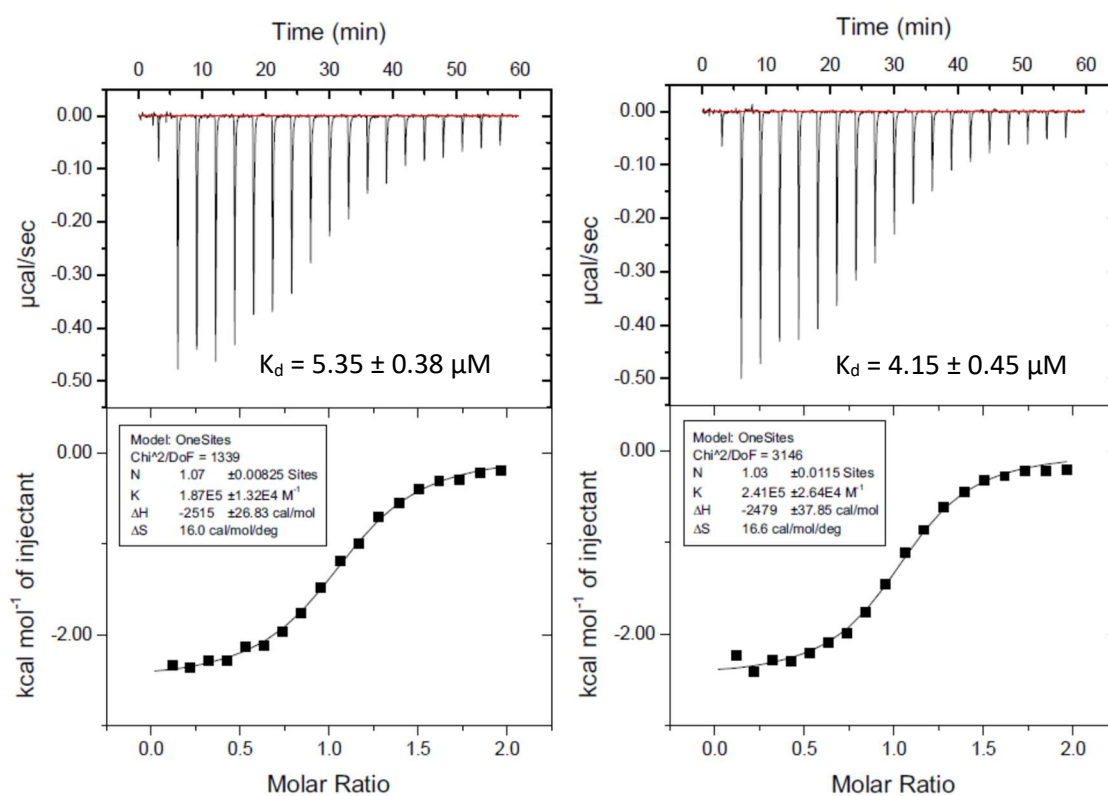 Time (min)
0 10 20 30 40 50 60
0.00
-0.10
-0.20
-0.30
-0.40
-0.50
µcal/sec
Kd = 5.35 ± 0.38 µM
0.00
-2.00
kcal mol⁻¹ of injectant
Model: OneSites
Chi^2/DoF = 1339
N 1.07 ±0.00825 Sites
K 1.87E5 ±1.32E4 M⁻¹
ΔH -2515 ±26.83 cal/mol
ΔS 16.0 cal/mol/deg
0.0 0.5 1.0 1.5 2.0
Molar Ratio
Time (min)
0 10 20 30 40 50 60
0.00
-0.10
-0.20
-0.30
-0.40
-0.50
µcal/sec
Kd = 4.15 ± 0.45 µM
0.00
-2.00
kcal mol⁻¹ of injectant
Model: OneSites
Chi^2/DoF = 3146
N 1.03 ±0.0115 Sites
K 2.41E5 ±2.64E4 M⁻¹
ΔH -2479 ±37.85 cal/mol
ΔS 16.6 cal/mol/deg
0.0 0.5 1.0 1.5 2.0
Molar Ratio